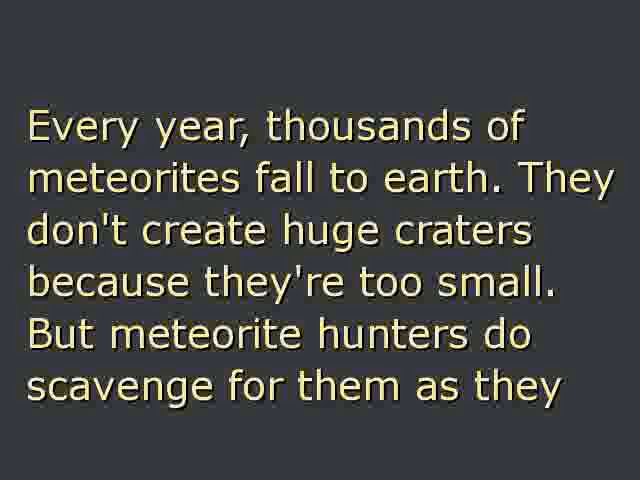 Every year, thousands of
meteorites fall to earth. They
don't create huge craters
because they're too small.
But meteorite hunters do
scavenge for them as they